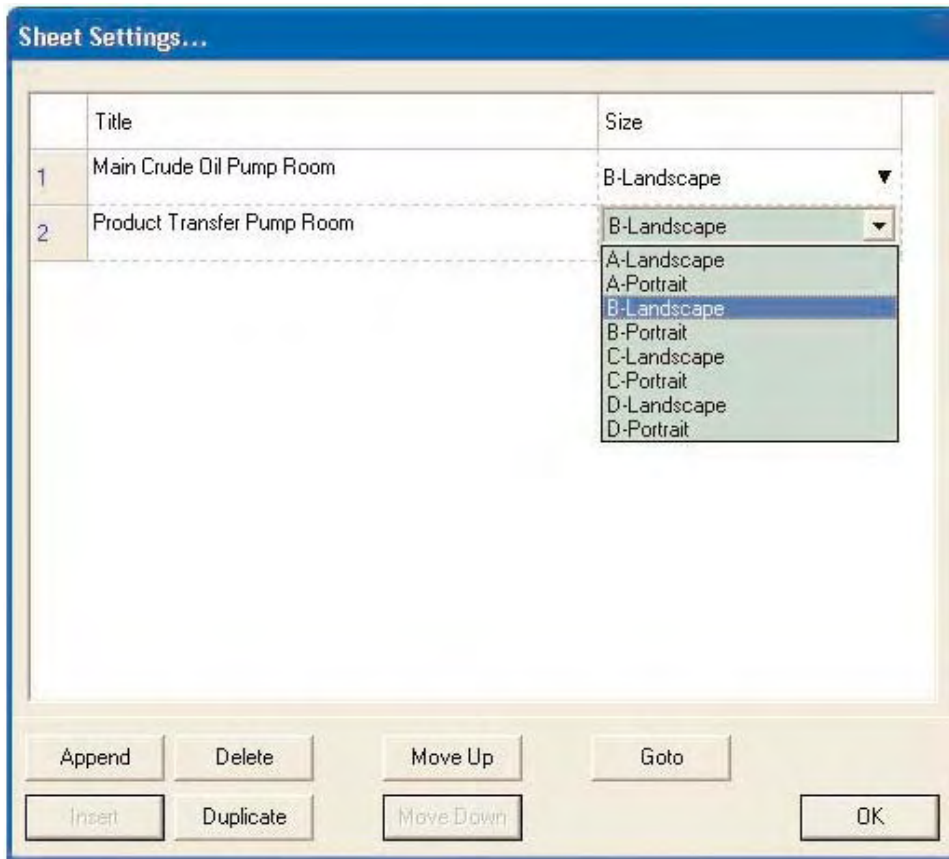 Sheet Settings...
Title Size
1 Main Crude Oil Pump Room B-Landscape
2 Product Transfer Pump Room B-Landscape
A-Landscape
A-Portrait
B-Landscape
B-Portrait
C-Landscape
C-Portrait
D-Landscape
D-Portrait
Append Delete Move Up Goto
Insert Duplicate Move Down OK